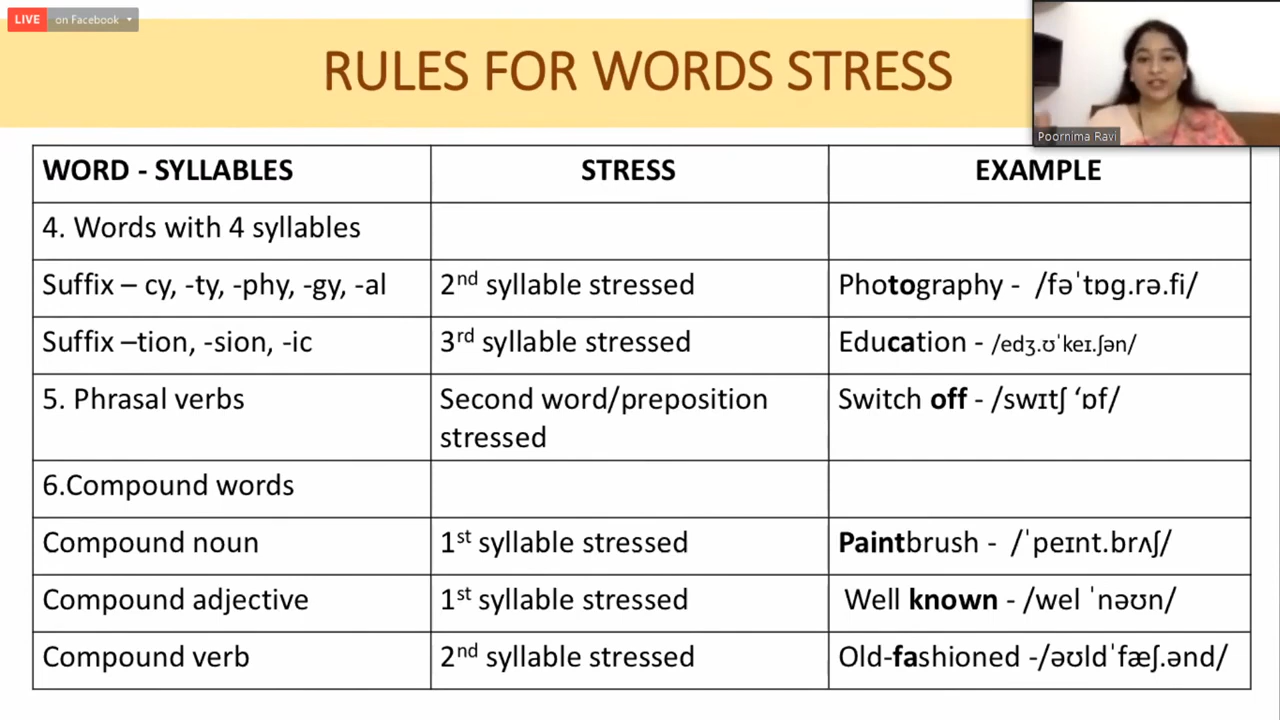 LIVE on Facebook
RULES FOR WORDS STRESS
Poornima Ravi
WORD - SYLLABLES STRESS EXAMPLE
4. Words with 4 syllables
Suffix – cy, -ty, -phy, -gy, -al 2nd syllable stressed Photography - /fəˈtɒg.rə.fi/
Suffix –tion, -sion, -ic 3rd syllable stressed Education - /edʒ.ʊˈkeɪ.ʃən/
5. Phrasal verbs Second word/preposition Switch off - /swɪtʃ ‘ɒf/
stressed
6.Compound words
Compound noun 1st syllable stressed Paintbrush - /ˈpeɪnt.brʌʃ/
Compound adjective 1st syllable stressed Well known - /wel ˈnəʊn/
Compound verb 2nd syllable stressed Old-fashioned -/əʊldˈfæʃ.ənd/